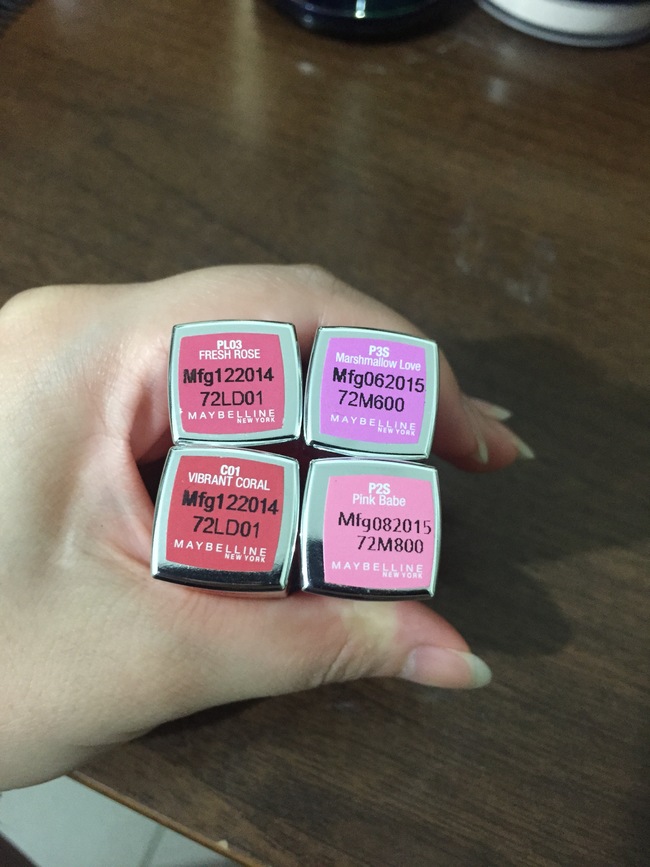 PL03
FRESH ROSE
Mfg122014
72LD01
MAYBELLINE
NEW YORK
P3S
Marshmallow Love
Mfg062015
72M600
MAYBELLINE
NEW YORK
C01
VIBRANT CORAL
Mfg122014
72LD01
MAYBELLINE
NEW YORK
P2S
Pink Babe
Mfg082015
72M800
MAYBELLINE
NEW YORK